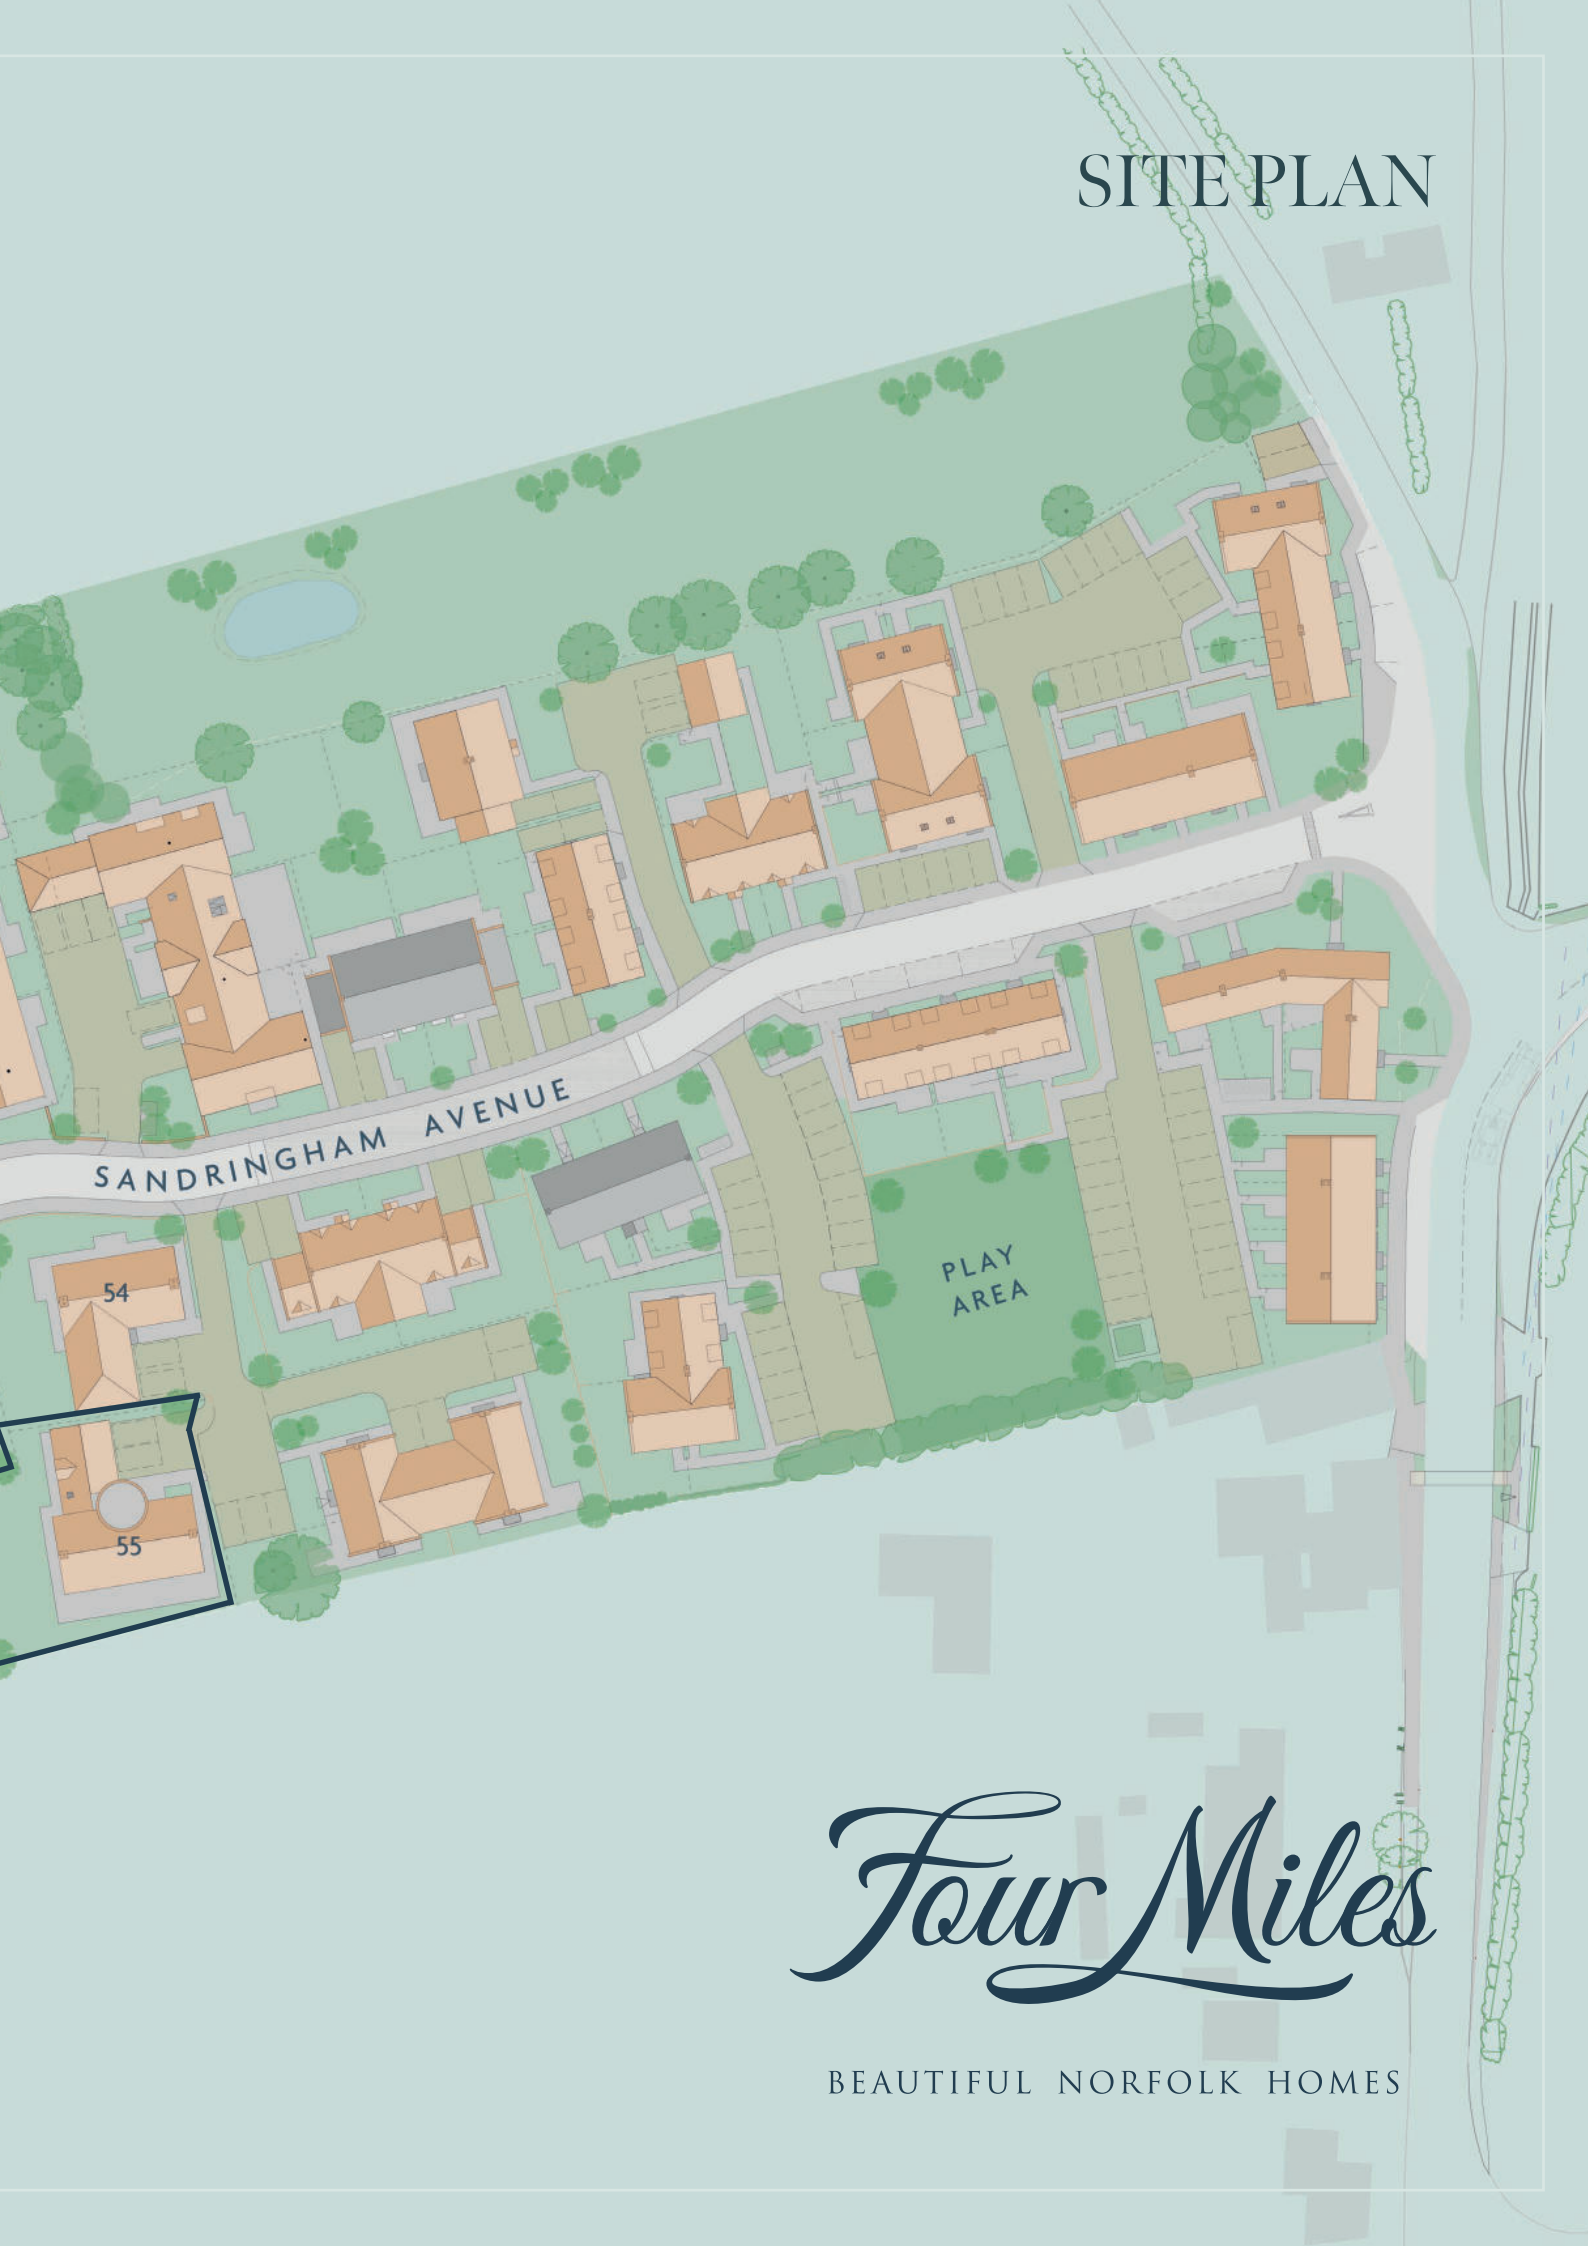 SITE PLAN
SANDRINGHAM AVENUE
54
PLAY
AREA
55
Four Miles
BEAUTIFUL NORFOLK HOMES